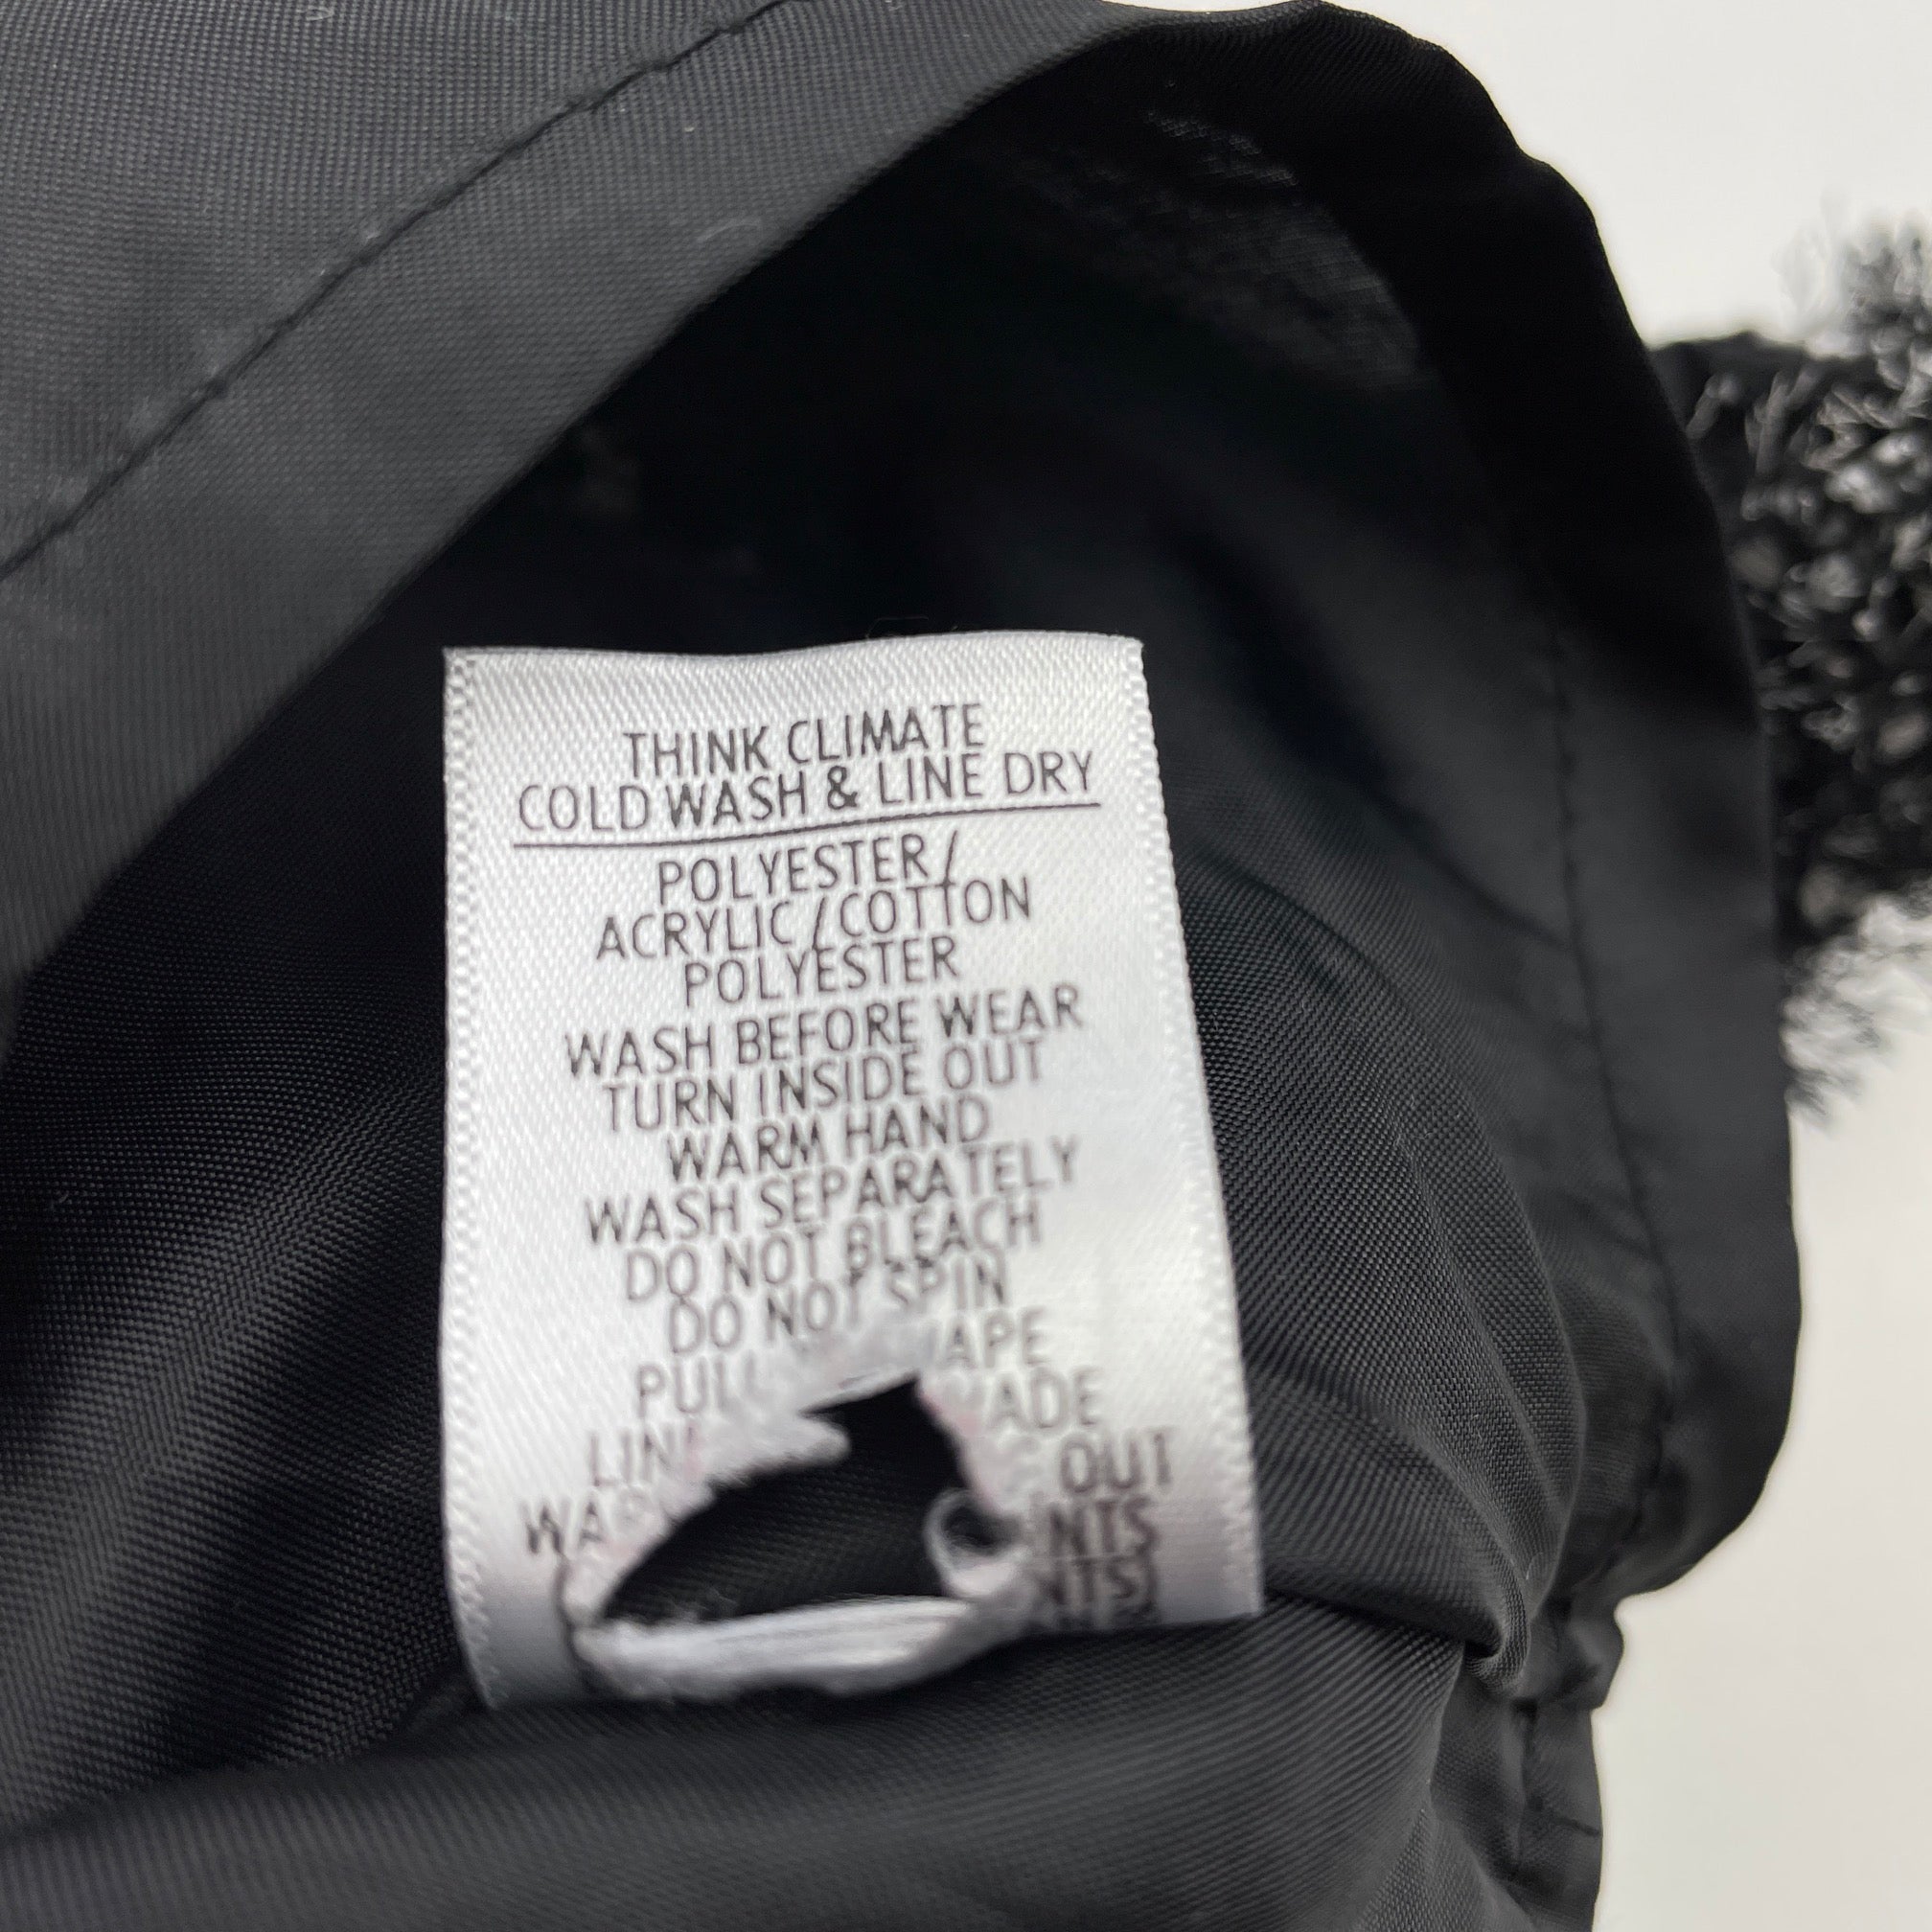 THINK CLIMATE
COLD WASH & LINE DRY
POLYESTER/
ACRYLIC/COTTON
POLYESTER
WASH BEFORE WEAR
TURN INSIDE OUT
WARM HAND
WASH SEPARATELY
DO NOT BLEACH
DO NOT SPIN
OUT